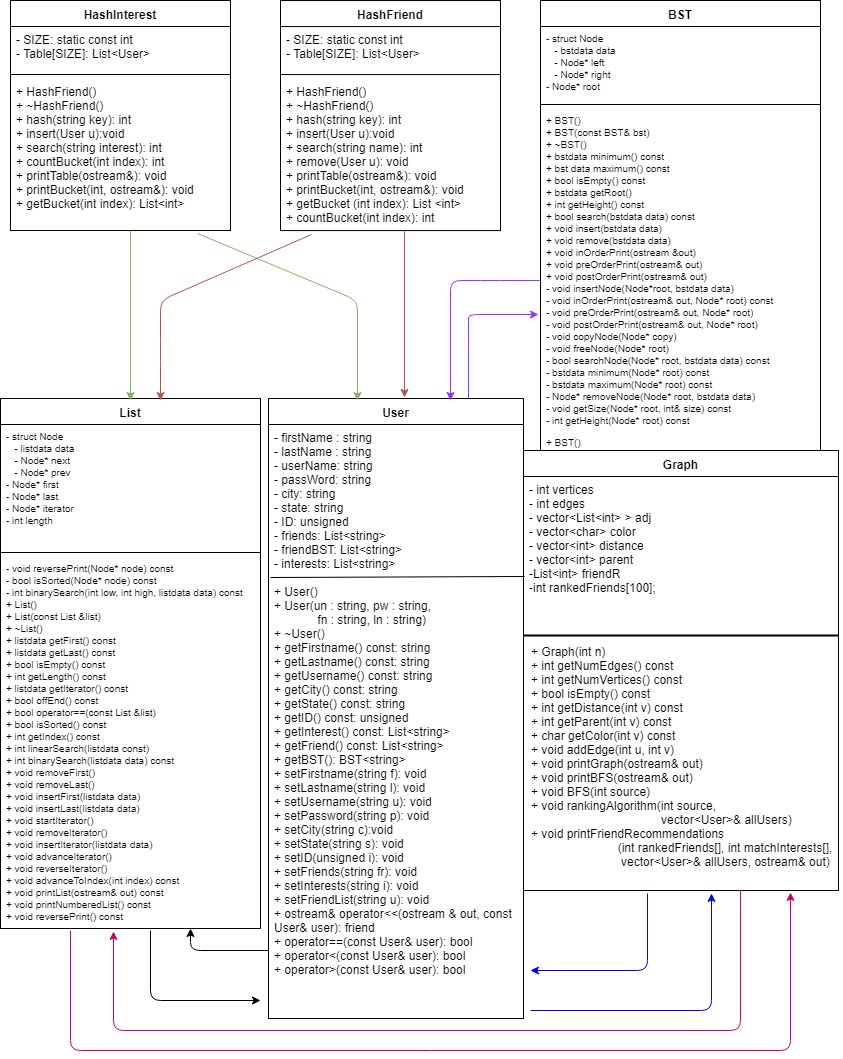 HashInterest
- SIZE: static const int
- Table[SIZE]: List<User>
+ HashFriend()
+ ~HashFriend()
+ hash(string key): int
+ insert(User u):void
+ search(string interest): int
+ countBucket(int index): int
+ printTable(ostream&): void
+ printBucket(int, ostream&): void
+ getBucket(int index): List<int>
HashFriend
- SIZE: static const int
- Table[SIZE]: List<User>
+ HashFriend()
+ ~HashFriend()
+ hash(string key): int
+ insert(User u):void
+ search(string name): int
+ remove(User u): void
+ printTable(ostream&): void
+ printBucket(int, ostream&): void
+ getBucket (int index): List <int>
+ countBucket(int index): int
BST
- struct Node
- bstdata data
- Node* left
- Node* right
- Node* root
+ BST()
+ BST(const BST& bst)
+ ~BST()
+ bstdata minimum() const
+ bst data maximum() const
+ bool isEmpty() const
+ bstdata getRoot()
+ int getHeight() const
+ bool search(bstdata data) const
+ void insert(bstdata data)
+ void remove(bstdata data)
+ void inOrderPrint(ostream &out)
+ void preOrderPrint(ostream& out)
+ void postOrderPrint(ostream& out)
- void insertNode(Node*root, bstdata data)
- void inOrderPrint(ostream& out, Node* root) const
- void preOrderPrint(ostream& out, Node* root)
- void postOrderPrint(ostream& out, Node* root)
- void copyNode(Node* copy)
- void freeNode(Node* root)
- bool searchNode(Node* root, bstdata data) const
- bstdata minimum(Node* root) const
- bstdata maximum(Node* root) const
- Node* removeNode(Node* root, bstdata data)
- void getSize(Node* root, int& size) const
- int getHeight(Node* root) const
+ BST()
List
- struct Node
- listdata data
- Node* next
- Node* prev
- Node* first
- Node* last
- Node* iterator
- int length
- void reversePrint(Node* node) const
- bool isSorted(Node* node) const
- int binarySearch(int low, int high, listdata data) const
+ List()
+ List(const List &list)
+ ~List()
+ listdata getFirst() const
+ listdata getLast() const
+ bool isEmpty() const
+ int getLength() const
+ listdata getIterator() const
+ bool offEnd() const
+ bool operator==(const List &list)
+ bool isSorted() const
+ int getIndex() const
+ int linearSearch(listdata const)
+ int binarySearch(listdata data) const
+ void removeFirst()
+ void removeLast()
+ void insertFirst(listdata data)
+ void insertLast(listdata data)
+ void startIterator()
+ void removeIterator()
+ void insertIterator(listdata data)
+ void advanceIterator()
+ void reverseIterator()
+ void advanceToIndex(int index) const
+ void printList(ostream& out) const
+ void printNumberedList() const
+ void reversePrint() const
User
- firstName : string
- lastName : string
- userName: string
- passWord: string
- city: string
- state: string
- ID: unsigned
- friends: List<string>
- friendBST: List<string>
- interests: List<string>
+ User()
+ User(un : string, pw : string,
fn : string, ln : string)
+ ~User()
+ getFirstname() const: string
+ getLastname() const: string
+ getUsername() const: string
+ getCity() const: string
+ getState() const: string
+ getID() const: unsigned
+ getInterest() const: List<string>
+ getFriend() const: List<string>
+ getBST(): BST<string>
+ setFirstname(string f): void
+ setLastname(string l): void
+ setUsername(string u): void
+ setPassword(string p): void
+ setCity(string c):void
+ setState(string s): void
+ setID(unsigned i): void
+ setFriends(string fr): void
+ setInterests(string i): void
+ setFriendList(string u): void
+ ostream& operator<<(ostream & out, const
User& user): friend
+ operator==(const User& user): bool
+ operator<(const User& user): bool
+ operator>(const User& user): bool
Graph
- int vertices
- int edges
- vector<List<int> > adj
- vector<char> color
- vector<int> distance
- vector<int> parent
-List<int> friendR
-int rankedFriends[100];
+ Graph(int n)
+ int getNumEdges() const
+ int getNumVertices() const
+ bool isEmpty() const
+ int getDistance(int v) const
+ int getParent(int v) const
+ char getColor(int v) const
+ void addEdge(int u, int v)
+ void printGraph(ostream& out)
+ void printBFS(ostream& out)
+ void BFS(int source)
+ void rankingAlgorithm(int source,
vector<User>& allUsers)
+ void printFriendRecommendations
(int rankedFriends[], int matchInterests[],
vector<User>& allUsers, ostream& out)